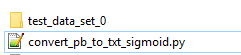 test_data_set_0
convert_pb_to_txt_sigmoid.py